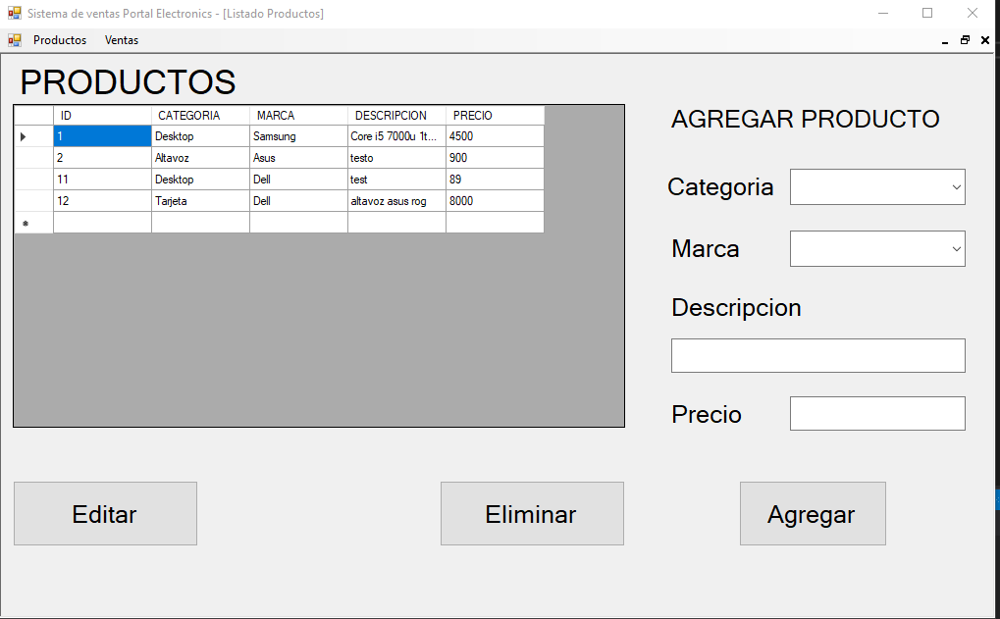 Sistema de ventas Portal Electronics - [Listado Productos]
Productos Ventas
PRODUCTOS
ID CATEGORIA MARCA DESCRIPCION PRECIO
1 Desktop Samsung Core i5 7000u 1t... 4500
2 Altavoz Asus testo 900
11 Desktop Dell test 89
12 Tarjeta Dell altavoz asus rog 8000
AGREGAR PRODUCTO
Categoria
Marca
Descripcion
Precio
Editar Eliminar Agregar